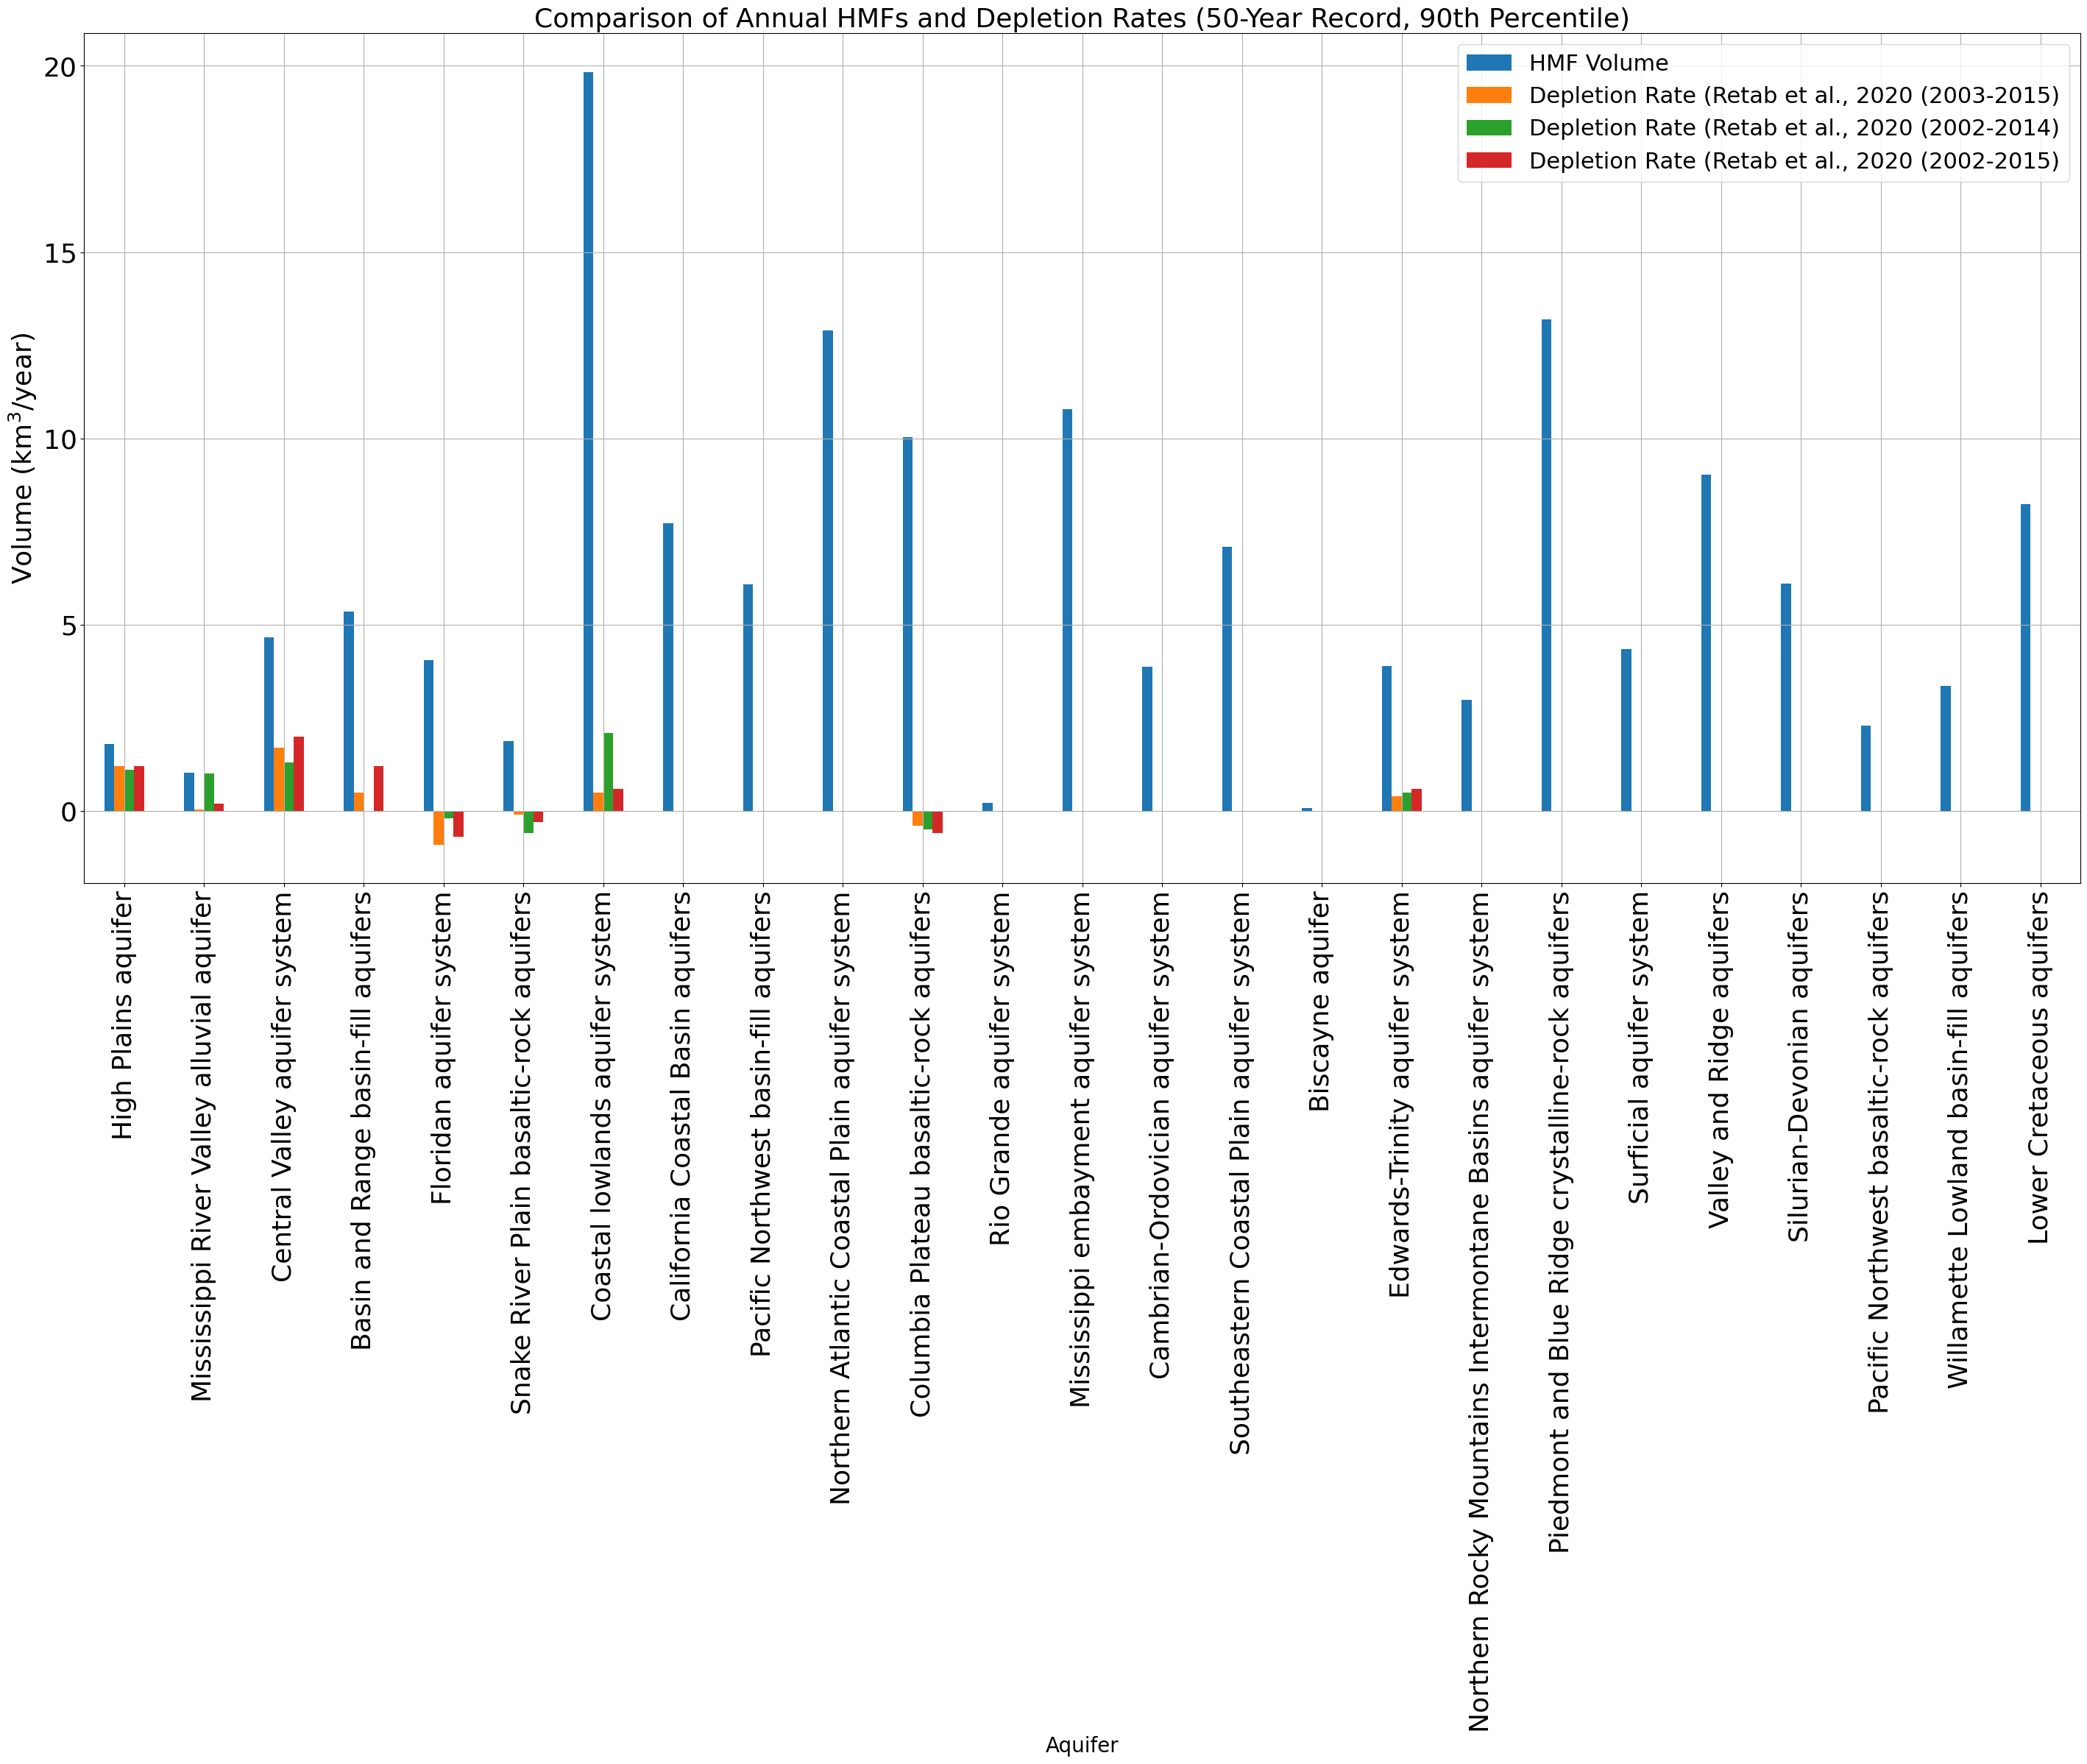 Comparison of Annual HMFs and Depletion Rates (50-Year Record, 90th Percentile)
HMF Volume
Depletion Rate (Retab et al., 2020 (2003-2015)
Depletion Rate (Retab et al., 2020 (2002-2014)
Depletion Rate (Retab et al., 2020 (2002-2015)
Volume (km³/year)
20
15
10
5
0
High Plains aquifer
Mississippi River Valley alluvial aquifer
Central Valley aquifer system
Basin and Range basin-fill aquifers
Floridan aquifer system
Snake River Plain basaltic-rock aquifers
Coastal lowlands aquifer system
California Coastal Basin aquifers
Pacific Northwest basin-fill aquifers
Northern Atlantic Coastal Plain aquifer system
Columbia Plateau basaltic-rock aquifers
Rio Grande aquifer system
Mississippi embayment aquifer system
Cambrian-Ordovician aquifer system
Southeastern Coastal Plain aquifer system
Biscayne aquifer
Edwards-Trinity aquifer system
Northern Rocky Mountains Intermontane Basins aquifer system
Piedmont and Blue Ridge crystalline-rock aquifers
Surficial aquifer system
Valley and Ridge aquifers
Silurian-Devonian aquifers
Pacific Northwest basaltic-rock aquifers
Willamette Lowland basin-fill aquifers
Lower Cretaceous aquifers
Aquifer